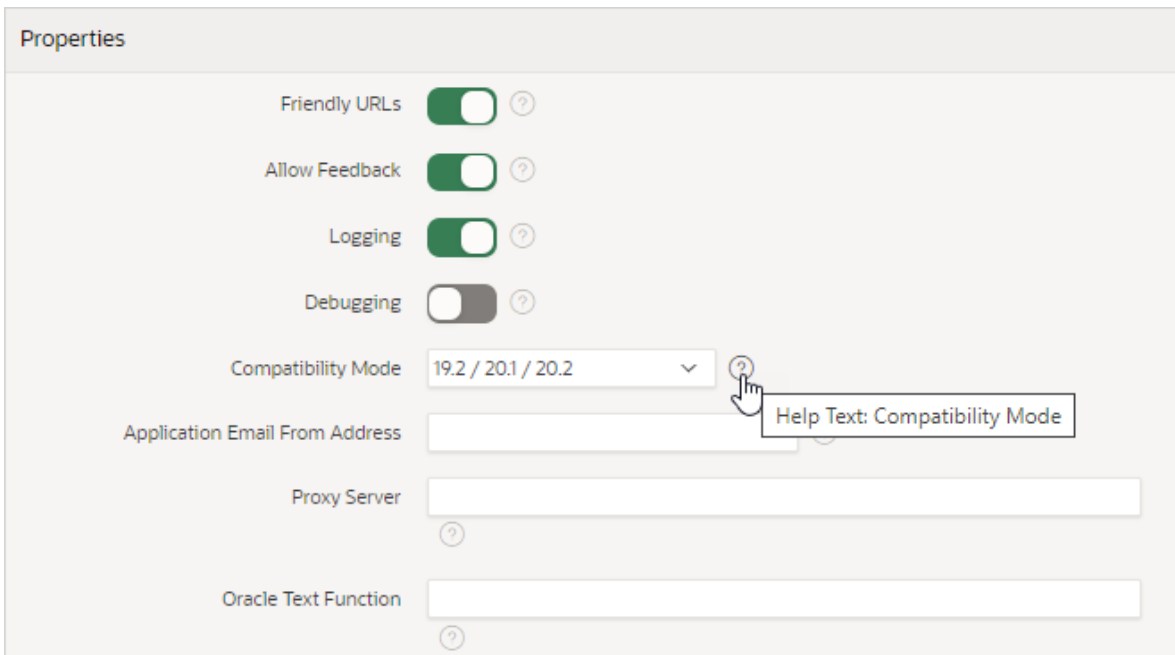 Properties
Friendly URLs
Allow Feedback
Logging
Debugging
Compatibility Mode 19.2 / 20.1 / 20.2
Help Text: Compatibility Mode
Application Email From Address
Proxy Server
Oracle Text Function